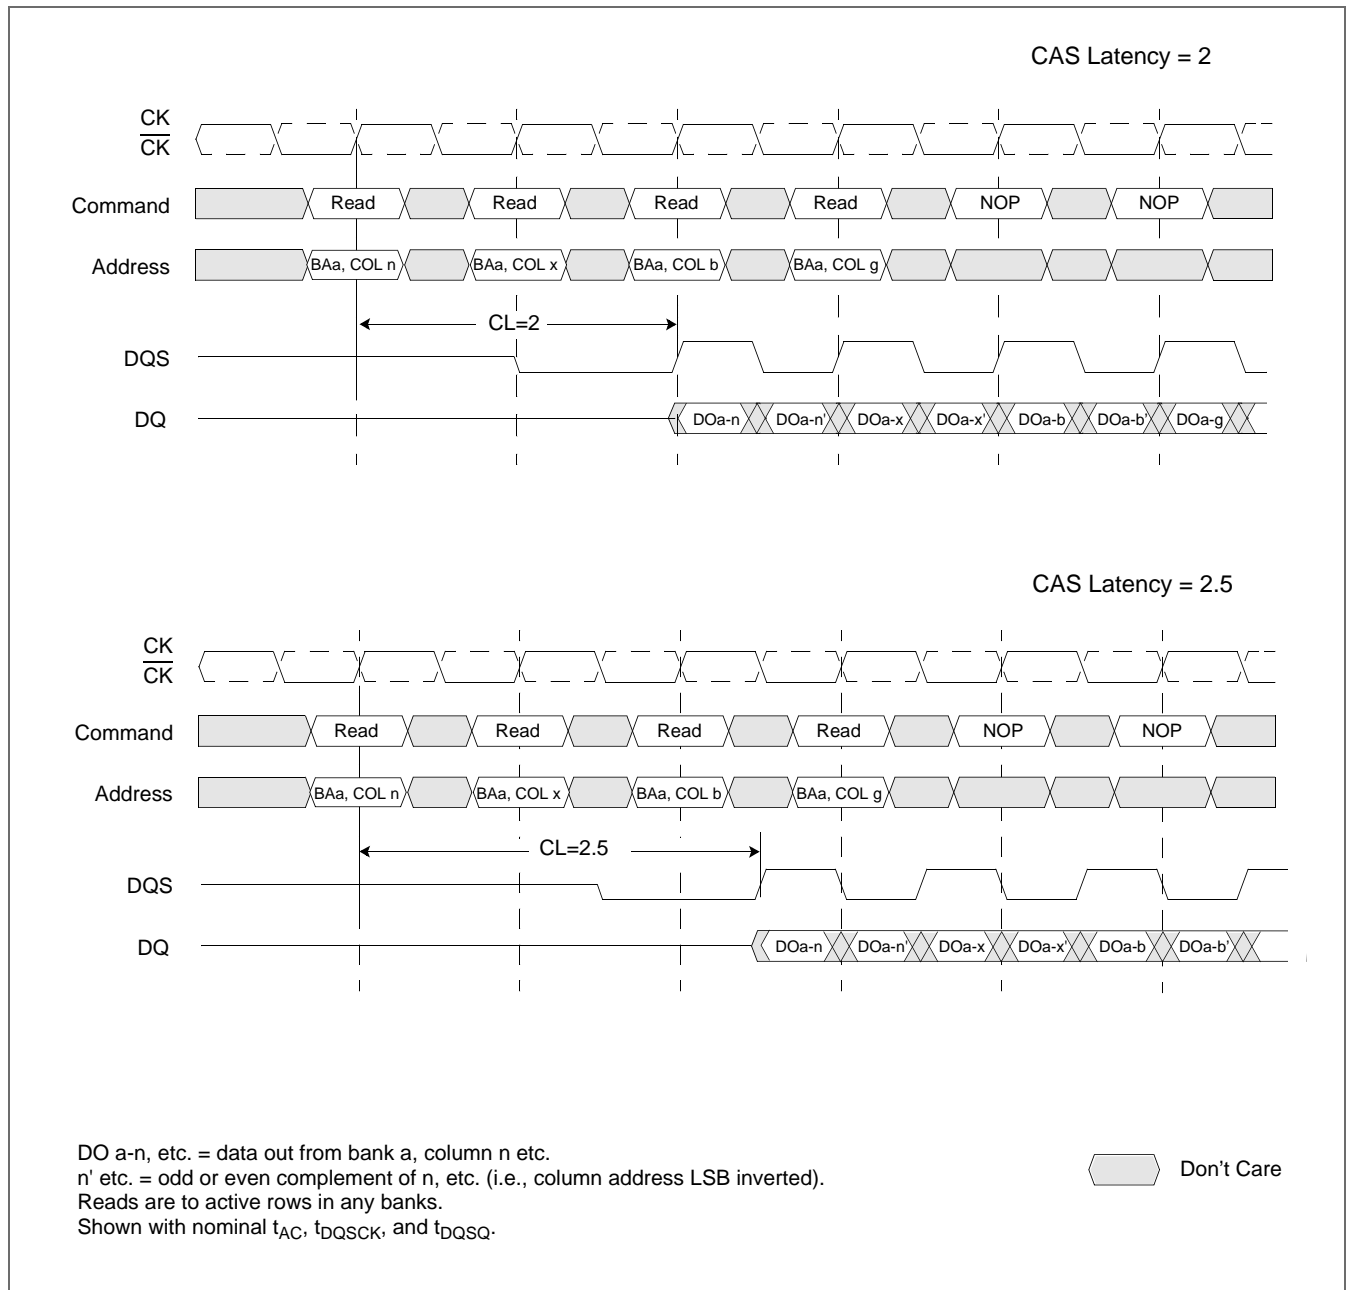 CAS Latency = 2
CK
CK
Command Read Read Read Read NOP NOP
Address BAa, COL n BAa, COL x BAa, COL b BAa, COL g
CL=2
DQS
DQ DOa-n DOa-n' DOa-x DOa-x' DOa-b DOa-b' DOa-g
CAS Latency = 2.5
CK
CK
Command Read Read Read Read NOP NOP
Address BAa, COL n BAa, COL x BAa, COL b BAa, COL g
CL=2.5
DQS
DQ DOa-n DOa-n' DOa-x DOa-x' DOa-b DOa-b'
DO a-n, etc. = data out from bank a, column n etc.
n' etc. = odd or even complement of n, etc. (i.e., column address LSB inverted).
Reads are to active rows in any banks.
Shown with nominal tAC, tDQSCK, and tDQSQ.
Don't Care